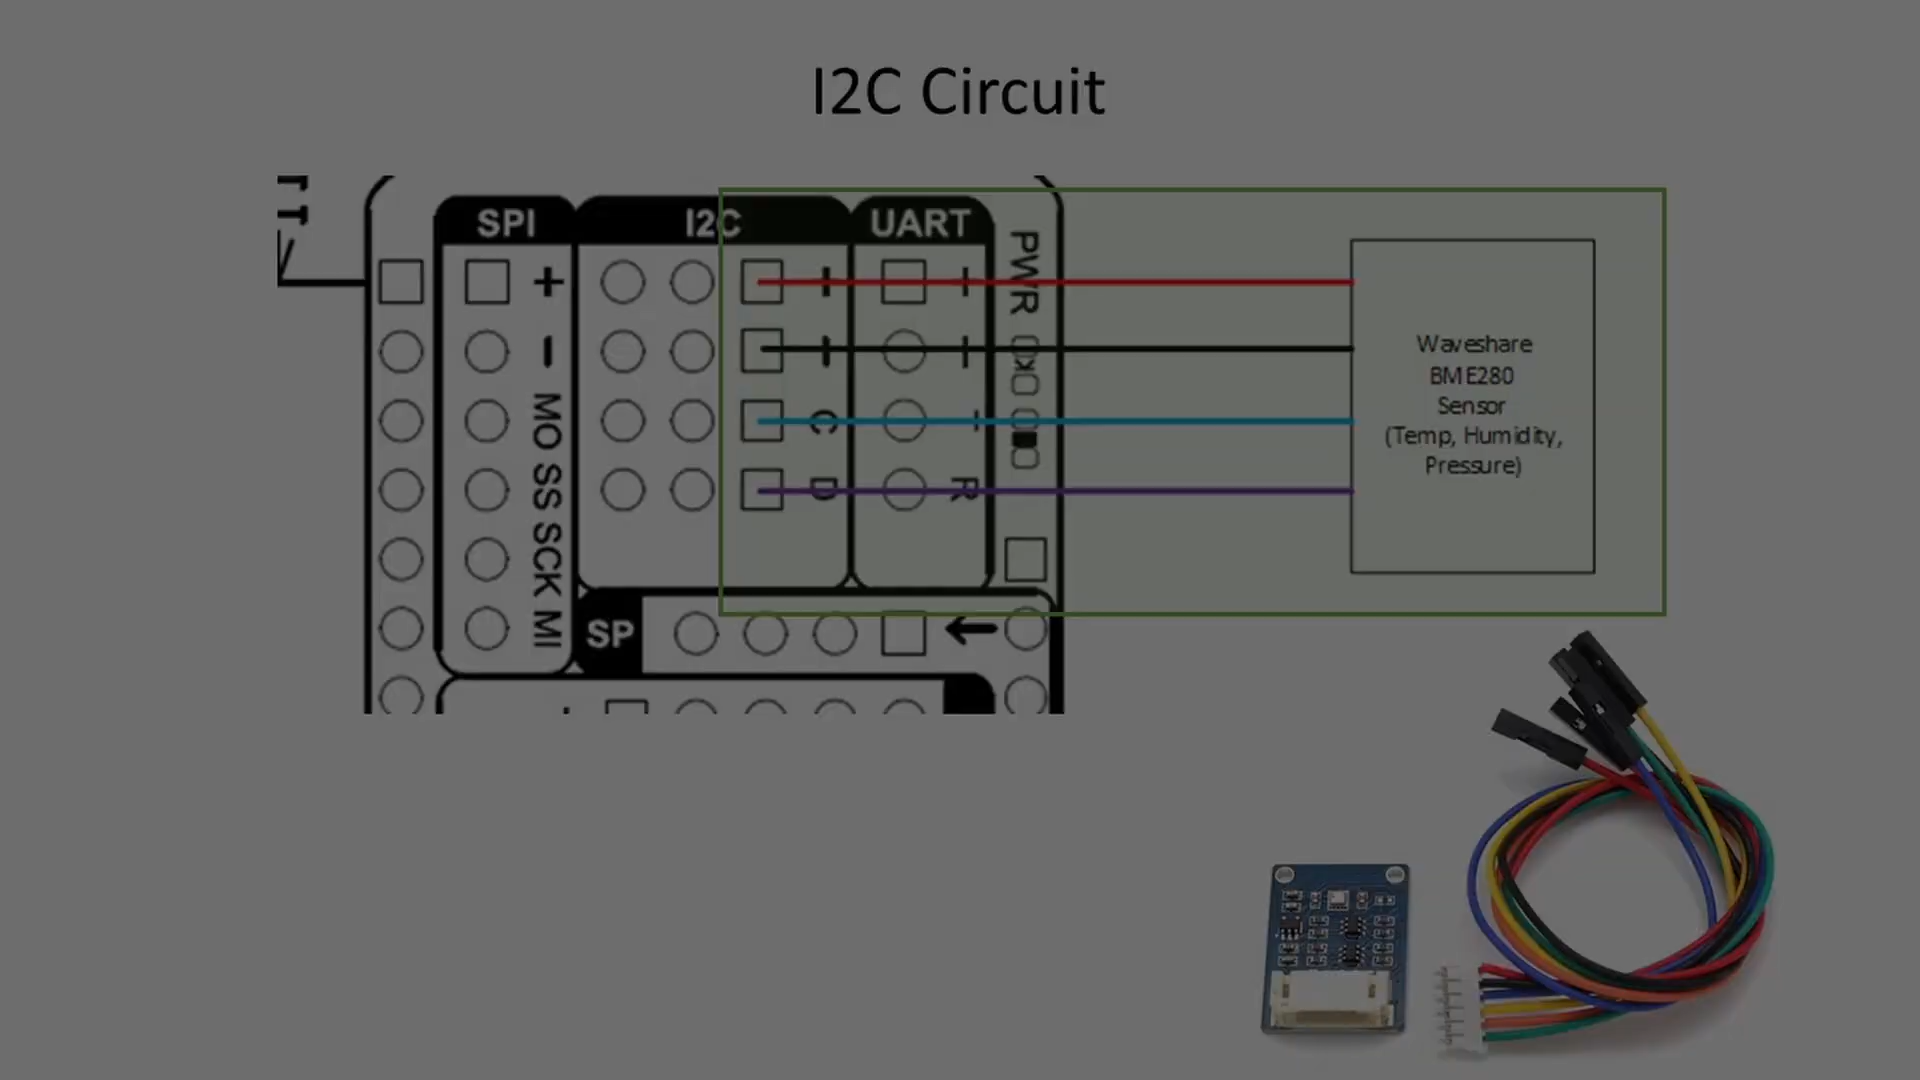 I2C Circuit
SPI
I2C
UART
PWR
+
-
MO SS SCK MI
C
D
R
SP
Waveshare
BME280
Sensor
(Temp, Humidity,
Pressure)